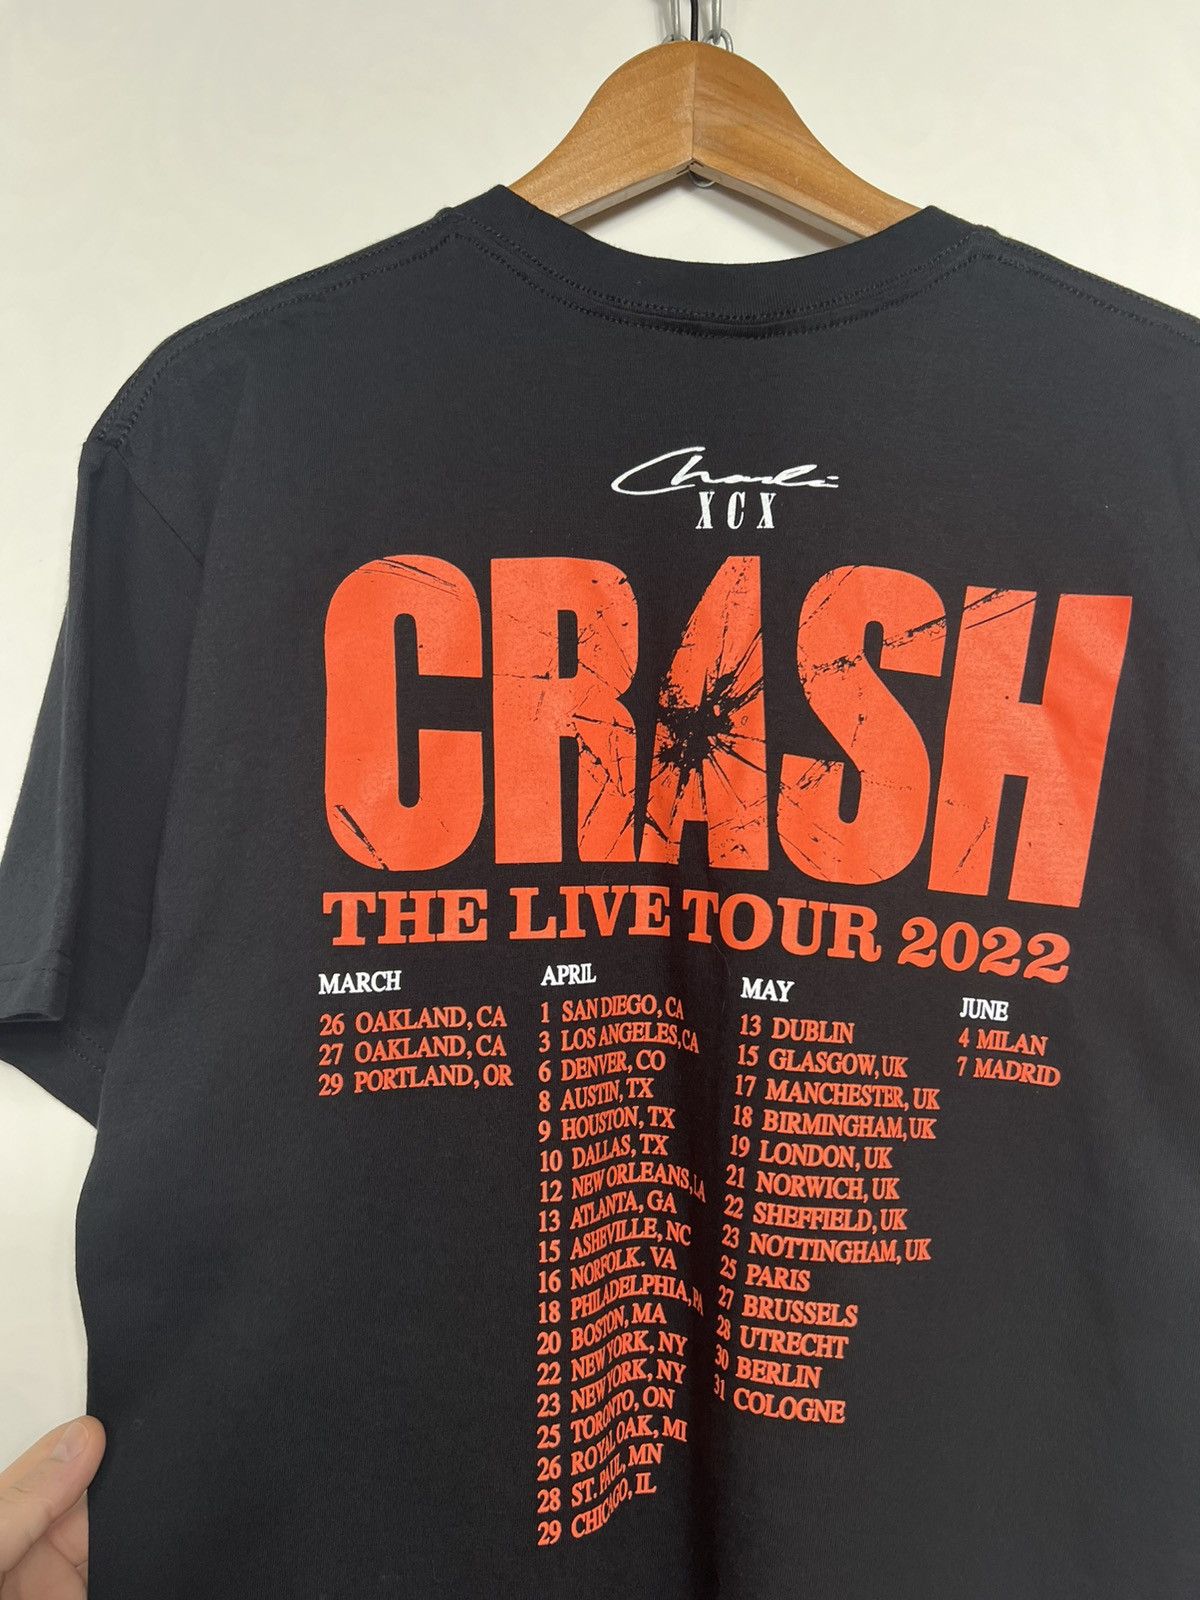 Charli
XCX
CRASH
THE LIVE TOUR 2022
MARCH
26 OAKLAND, CA
27 OAKLAND, CA
29 PORTLAND, OR
APRIL
1 SAN DIEGO, CA
3 LOS ANGELES, CA
6 DENVER, CO
8 AUSTIN, TX
9 HOUSTON, TX
10 DALLAS, TX
12 NEW ORLEANS, LA
13 ATLANTA, GA
15 ASHEVILLE, NC
16 NORFOLK. VA
18 PHILADELPHIA, PA
20 BOSTON, MA
22 NEW YORK, NY
23 NEW YORK, NY
25 TORONTO, ON
26 ROYAL OAK, MI
28 ST. PAUL, MN
29 CHICAGO, IL
MAY
13 DUBLIN
15 GLASGOW, UK
17 MANCHESTER, UK
18 BIRMINGHAM, UK
19 LONDON, UK
21 NORWICH, UK
22 SHEFFIELD, UK
23 NOTTINGHAM, UK
25 PARIS
27 BRUSSELS
28 UTRECHT
30 BERLIN
31 COLOGNE
JUNE
4 MILAN
7 MADRID